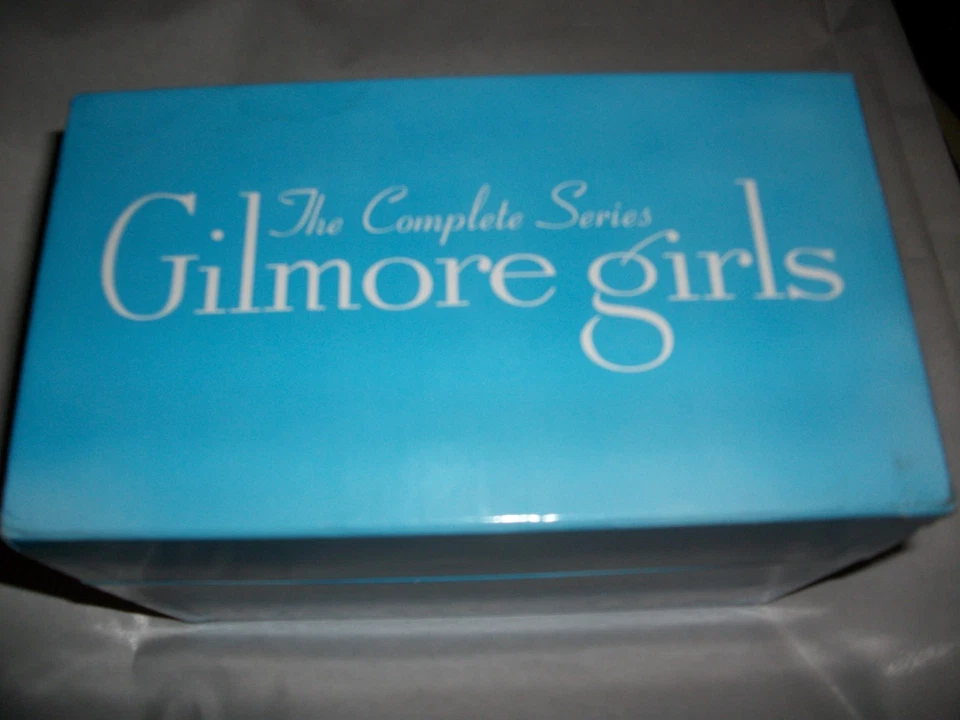 The Complete Series
Gilmore girls